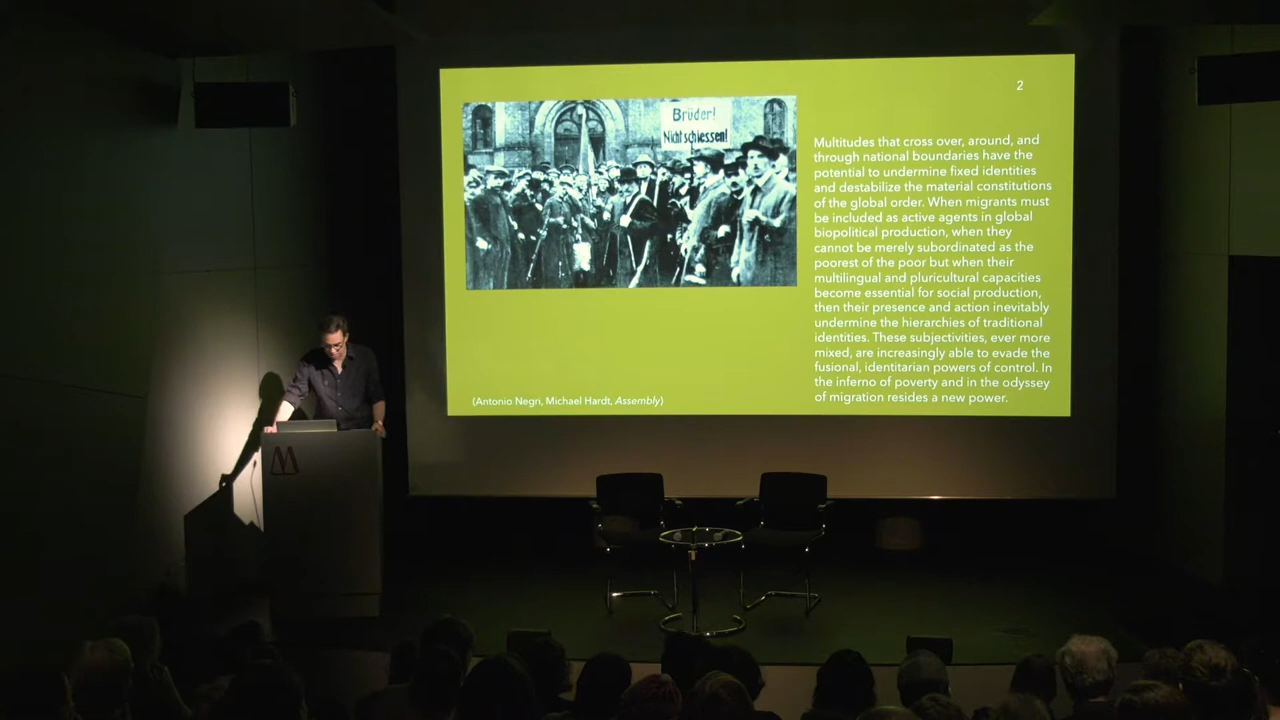 2
Brüder!
Nicht schiessen!
Multitudes that cross over, around, and
through national boundaries have the
potential to undermine fixed identities
and destabilize the material constitutions
of the global order. When migrants must
be included as active agents in global
biopolitical production, when they
cannot be merely subordinated as the
poorest of the poor but when their
multilingual and pluricultural capacities
become essential for social production,
then their presence and action inevitably
undermine the hierarchies of traditional
identities. These subjectivities, ever more
mixed, are increasingly able to evade the
fusional, identitarian powers of control. In
the inferno of poverty and in the odyssey
of migration resides a new power.
(Antonio Negri, Michael Hardt, Assembly)
M